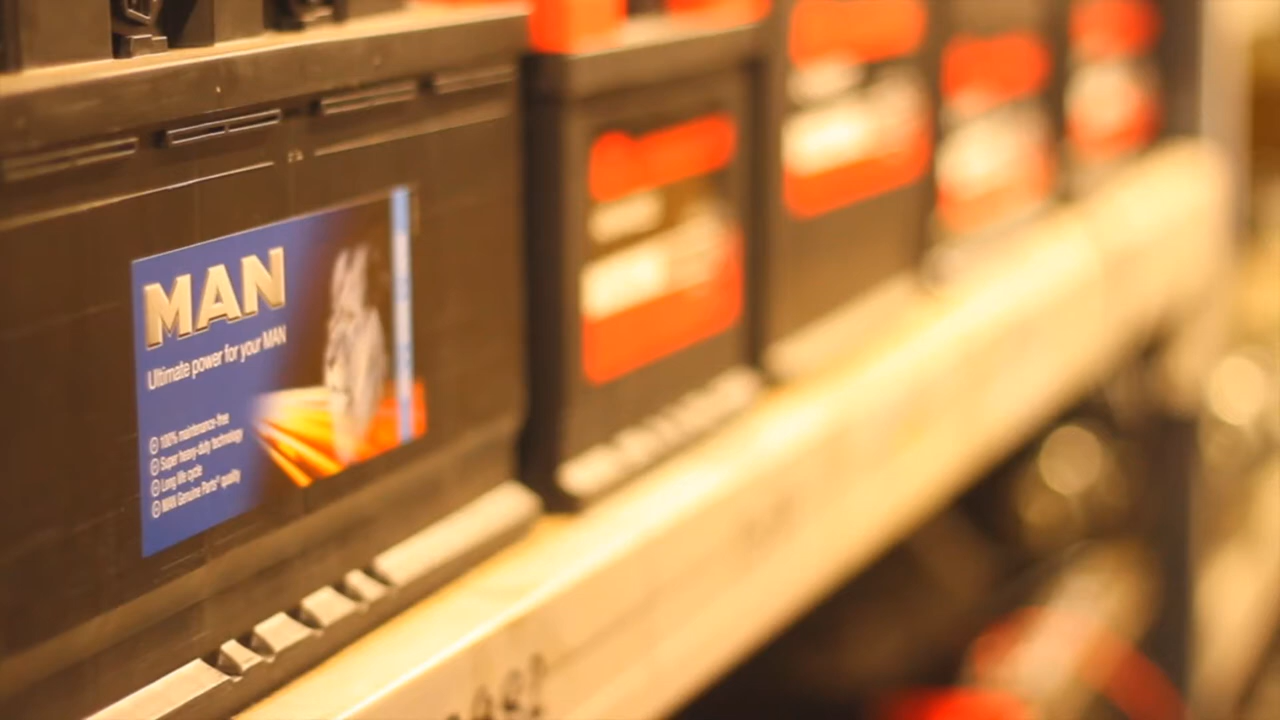 MAN
Ultimate power for your MAN
100% maintenance-free
Super heavy-duty technology
Long life cycle
MAN Genuine Parts® quality